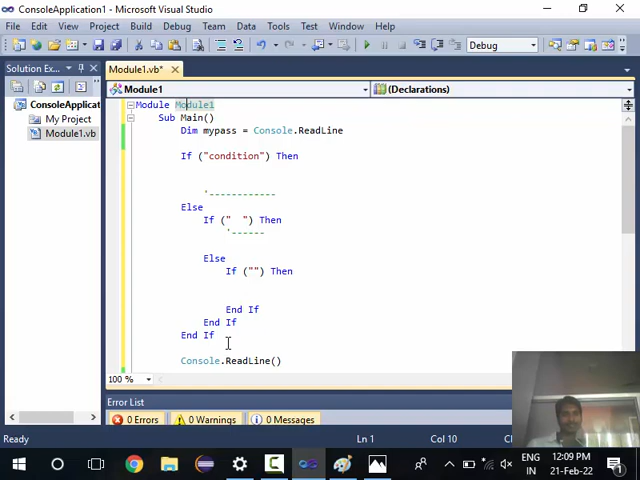 ConsoleApplication1 - Microsoft Visual Studio
File Edit View Project Build Debug Team Data Tools Test Window Help
Debug
Solution Ex...
Module1.vb*
Module1
(Declarations)
ConsoleApplicat
My Project
Module1.vb
Module Module1
Sub Main()
Dim mypass = Console.ReadLine
If ("condition") Then
'------------
Else
If ("  ") Then
'------
Else
If ("") Then
End If
End If
End If
Console.ReadLine()
100 %
Error List
0 Errors
0 Warnings
0 Messages
Ready
Ln 1
Col 10
ENG
IN
12:09 PM
21-Feb-22